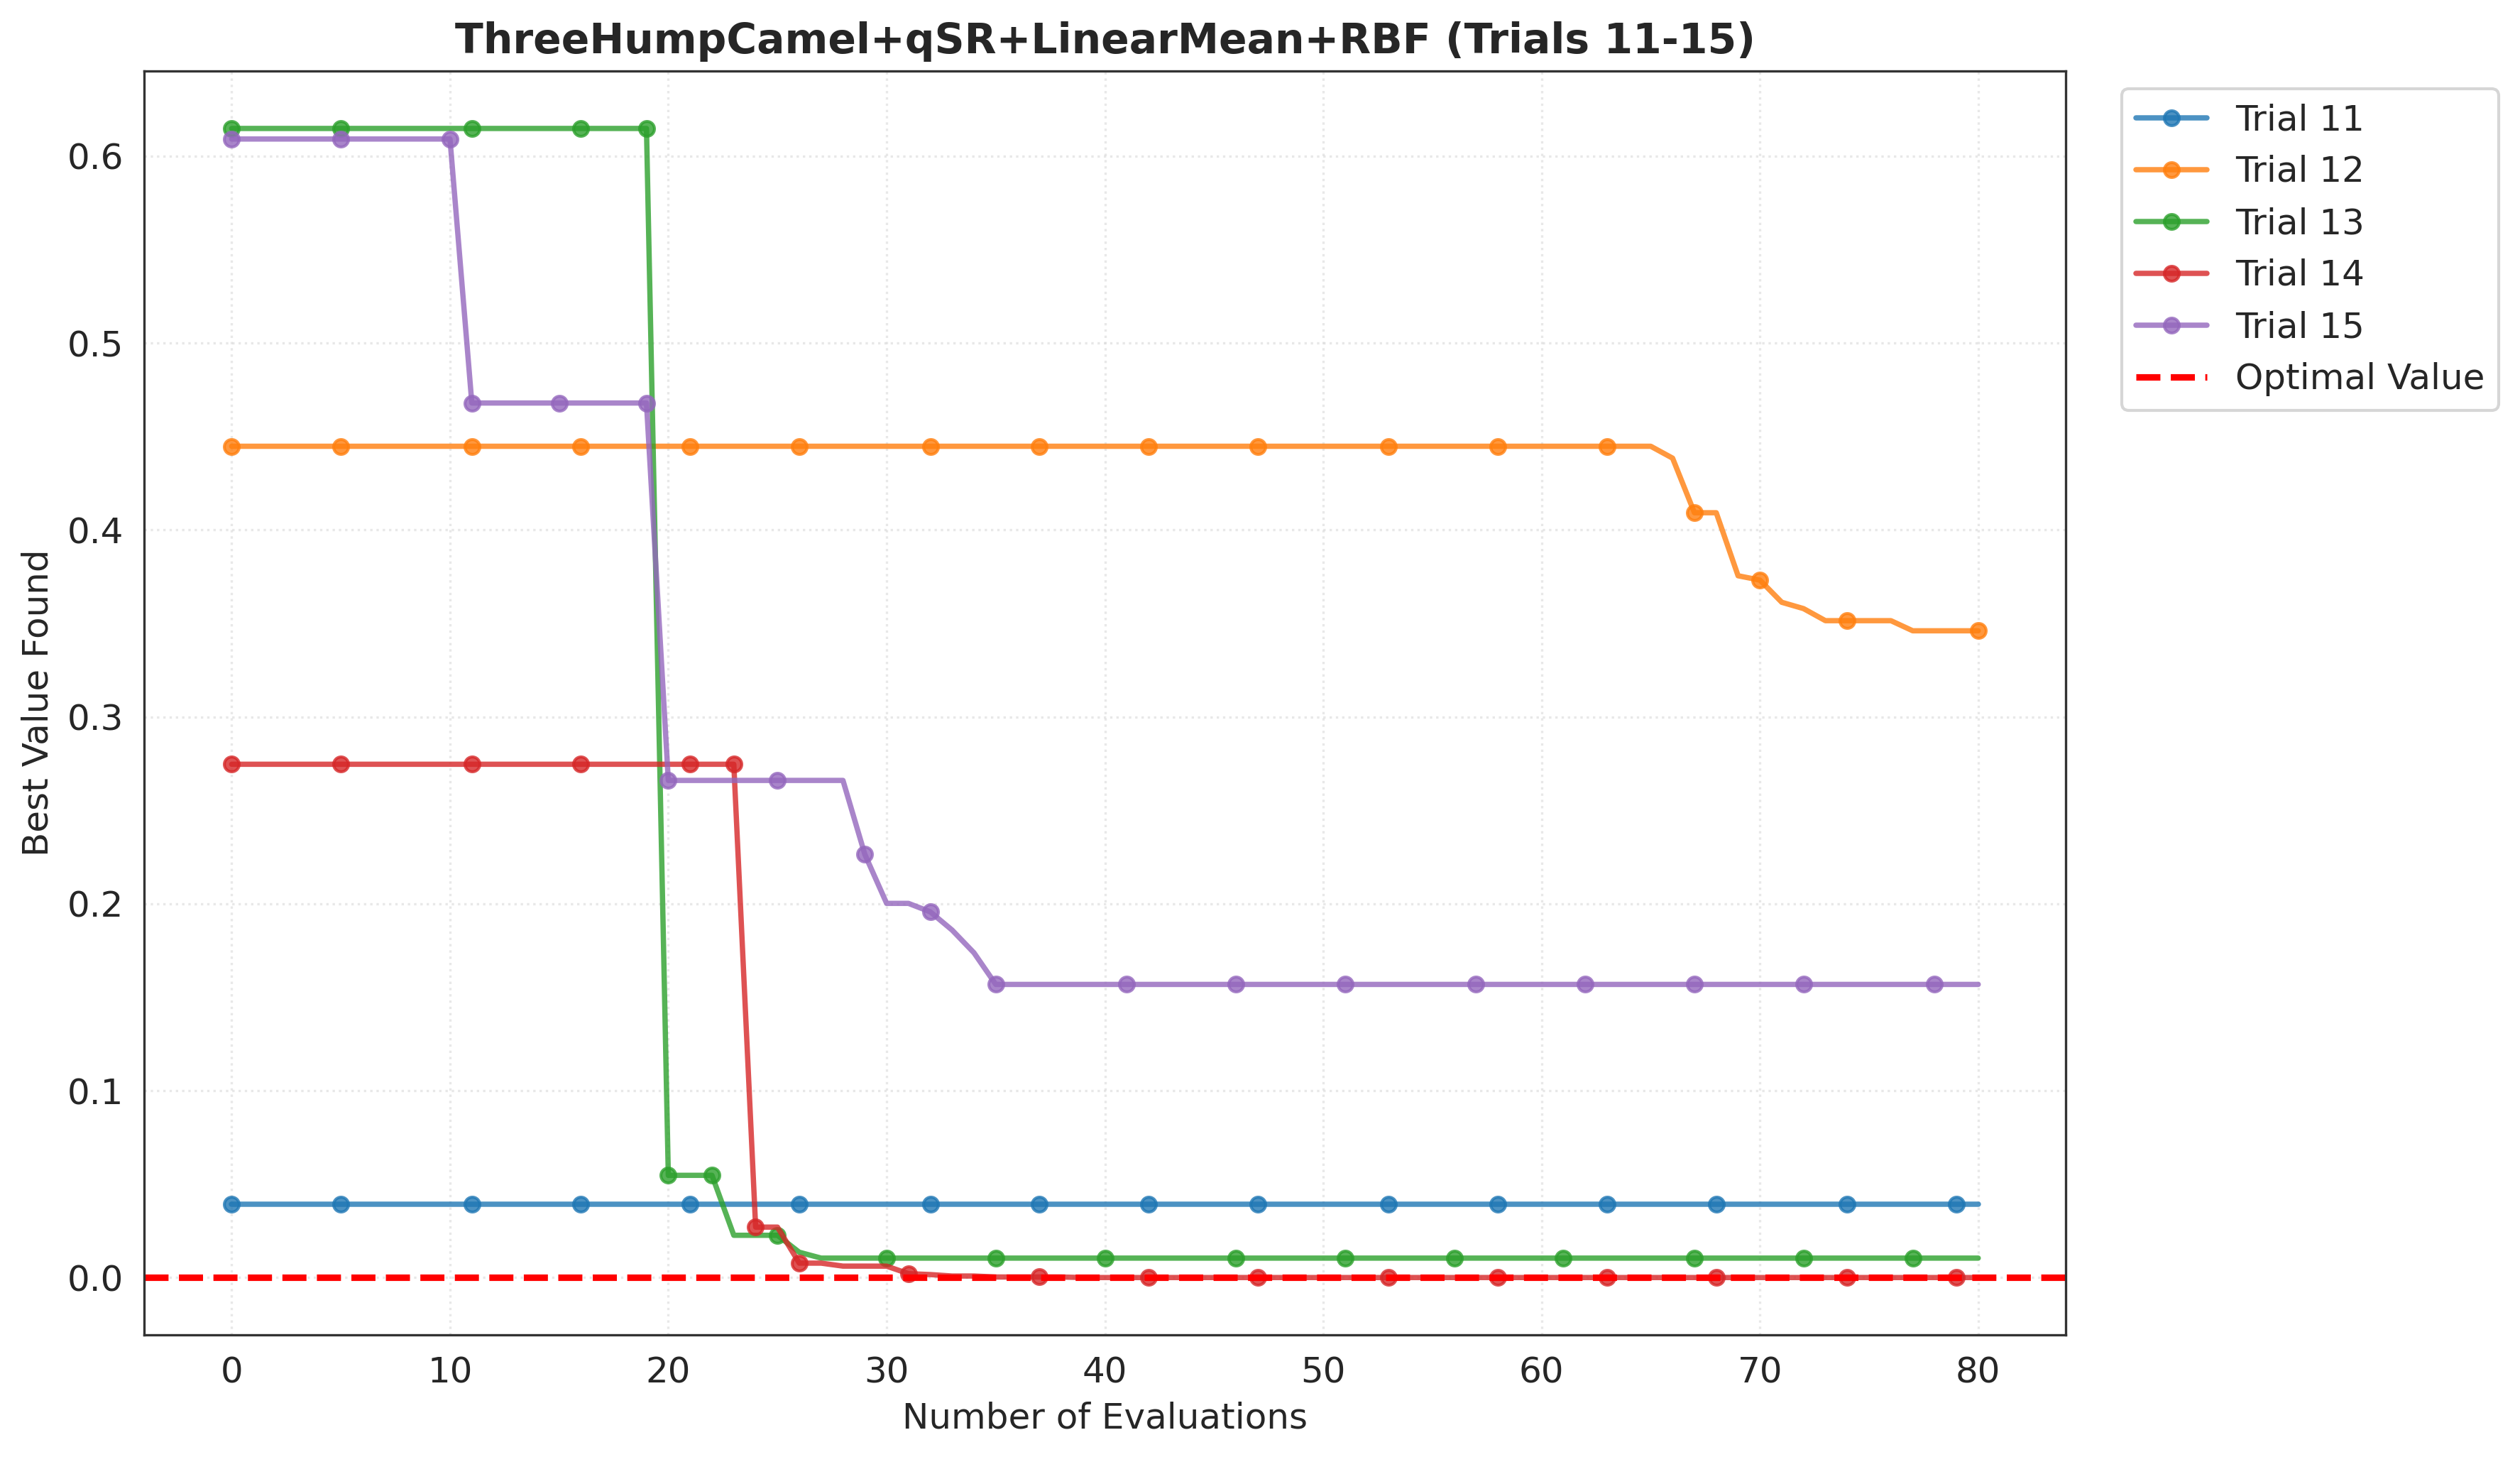 ThreeHumpCamel+qSR+LinearMean+RBF (Trials 11-15)
Best Value Found
0.6
0.5
0.4
0.3
0.2
0.1
0.0
0 10 20 30 40 50 60 70 80
Number of Evaluations
Trial 11
Trial 12
Trial 13
Trial 14
Trial 15
Optimal Value